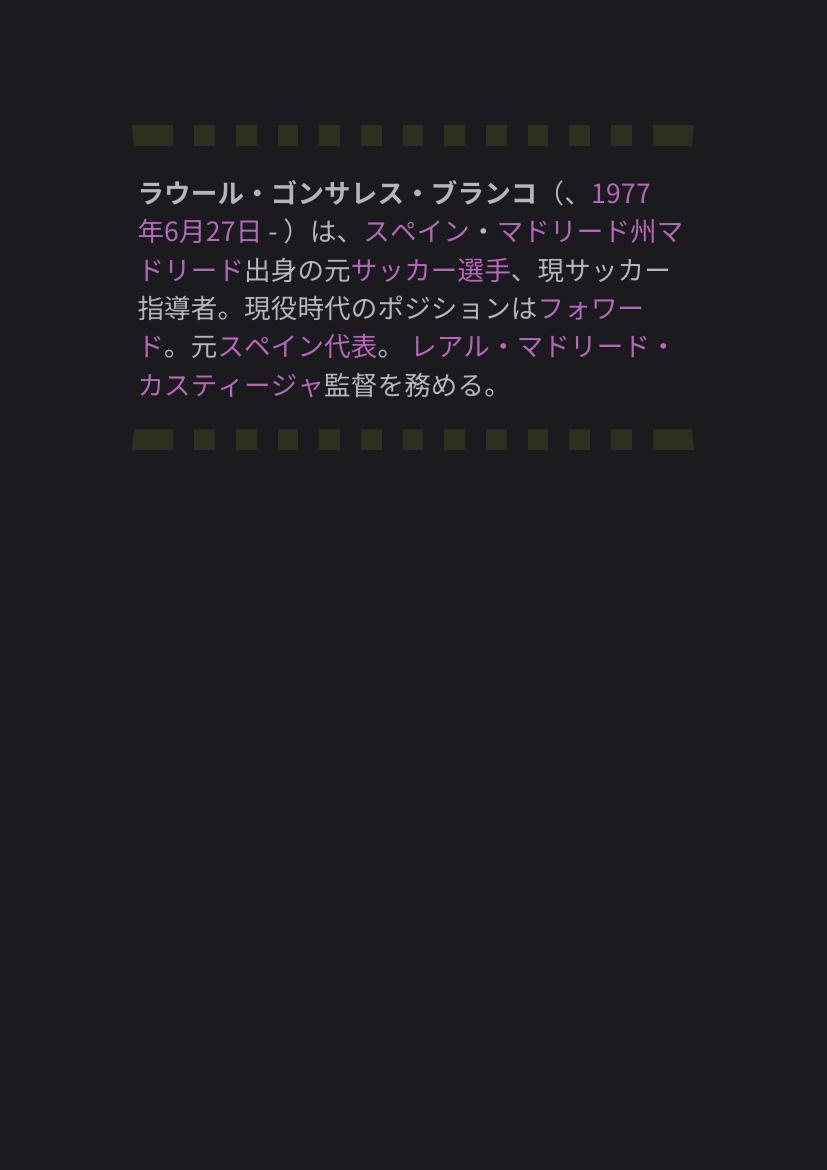 ラウール・ゴンサレス・ブランコ（、1977
年6月27日 - ）は、スペイン・マドリード州マ
ドリード出身の元サッカー選手、現サッカー
指導者。現役時代のポジションはフォワー
ド。元スペイン代表。 レアル・マドリード・
カスティージャ監督を務める。